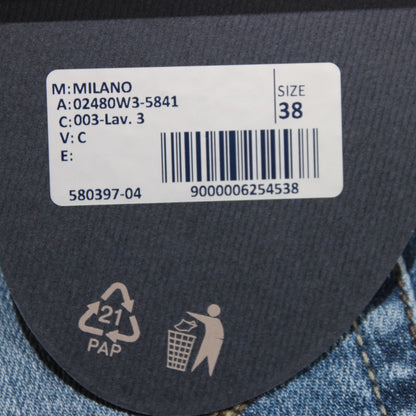 M: MILANO
A: 02480W3-5841
C: 003-Lav. 3
V: C
E:
SIZE
38
580397-04
9000006254538
21
PAP